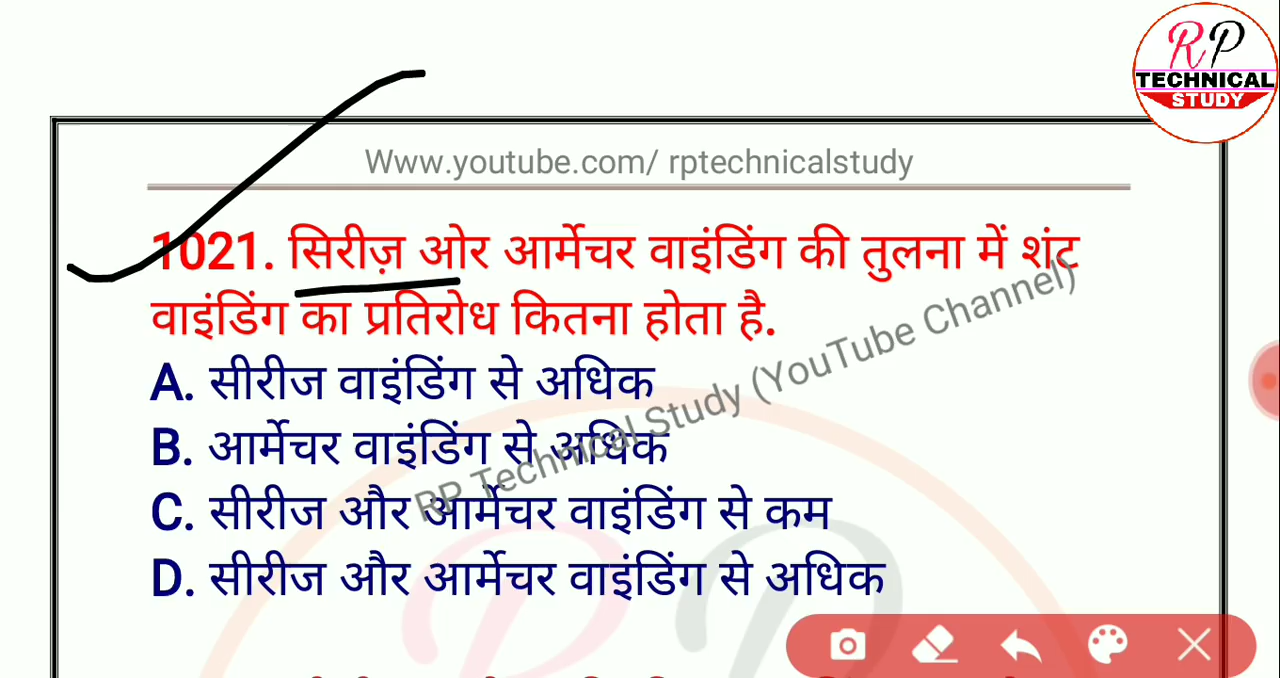 RP
TECHNICAL
STUDY
Www.youtube.com/ rptechnicalstudy
1021. सिरीज़ ओर आर्मेचर वाइंडिंग की तुलना में शंट
वाइंडिंग का प्रतिरोध कितना होता है.
A. सीरीज वाइंडिंग से अधिक
B. आर्मेचर वाइंडिंग से अधिक
C. सीरीज और आर्मेचर वाइंडिंग से कम
D. सीरीज और आर्मेचर वाइंडिंग से अधिक
RP Technical Study (YouTube Channel)
RP